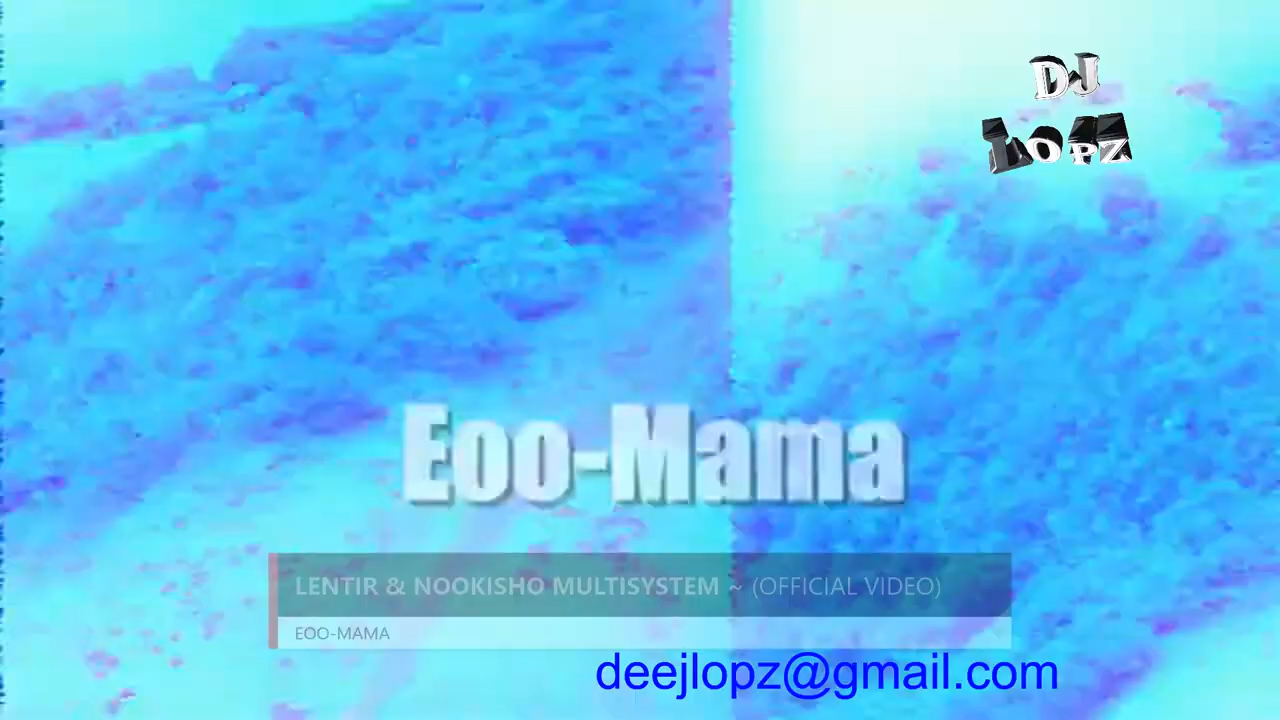 DJ
LOPZ
Eoo-Mama
LENTIR & NOOKISHO MULTISYSTEM ~ (OFFICIAL VIDEO)
EOO-MAMA
deejlopz@gmail.com